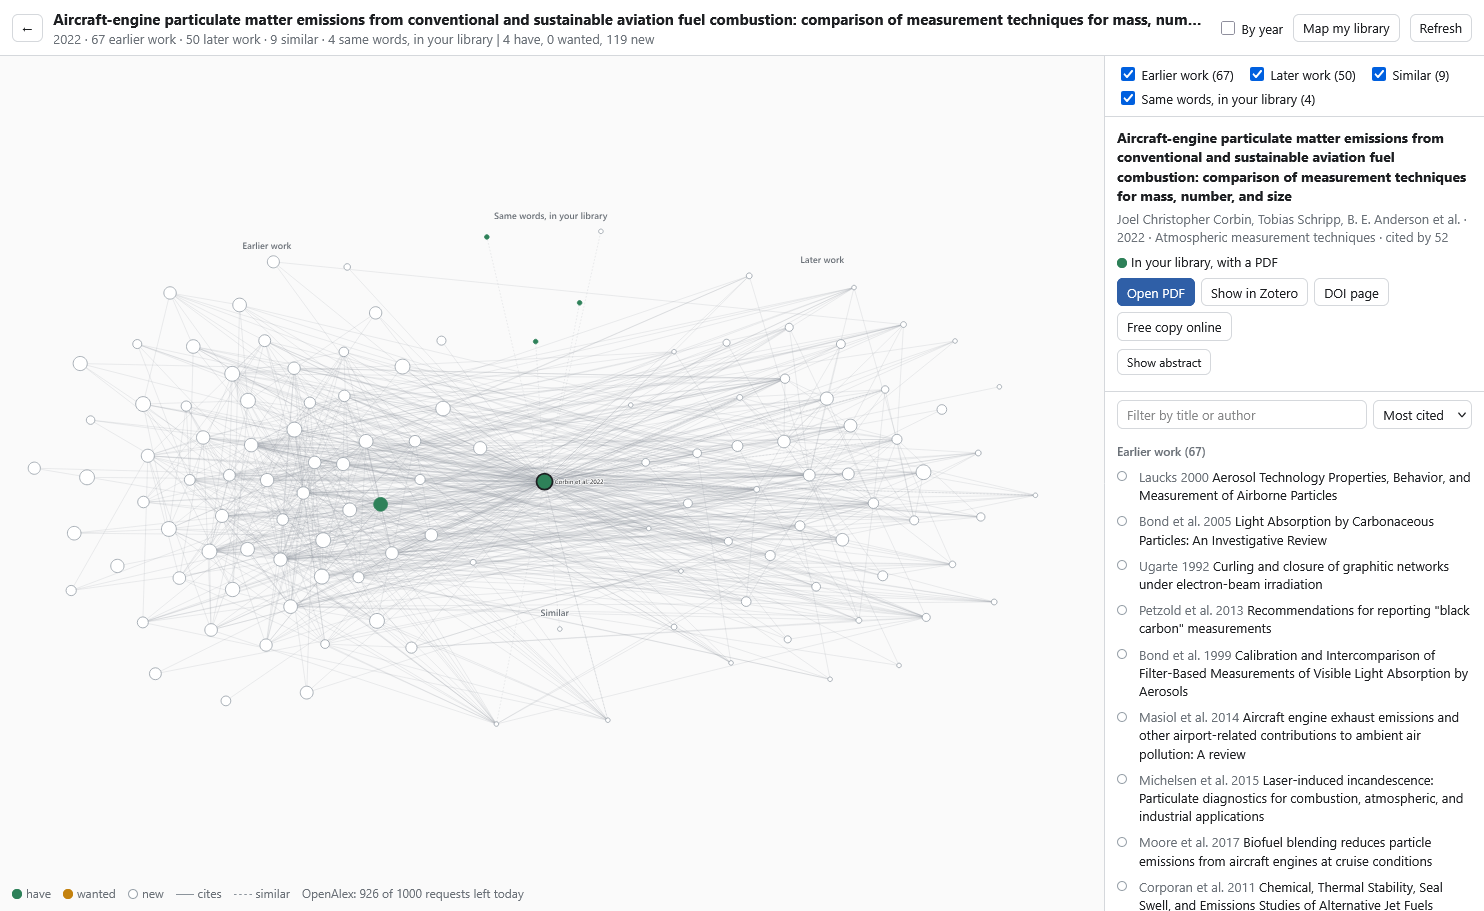 ←
Aircraft-engine particulate matter emissions from conventional and sustainable aviation fuel combustion: comparison of measurement techniques for mass, num...
2022 · 67 earlier work · 50 later work · 9 similar · 4 same words, in your library | 4 have, 0 wanted, 119 new
By year
Map my library
Refresh
Same words, in your library
Earlier work
Later work
Corbin et al. 2022
Similar
have
wanted
new
cites
similar
OpenAlex: 926 of 1000 requests left today
Earlier work (67)
Later work (50)
Similar (9)
Same words, in your library (4)
Aircraft-engine particulate matter emissions from
conventional and sustainable aviation fuel
combustion: comparison of measurement techniques
for mass, number, and size
Joel Christopher Corbin, Tobias Schripp, B. E. Anderson et al. ·
2022 · Atmospheric measurement techniques · cited by 52
In your library, with a PDF
Open PDF
Show in Zotero
DOI page
Free copy online
Show abstract
Filter by title or author
Most cited
Earlier work (67)
Laucks 2000 Aerosol Technology Properties, Behavior, and
Measurement of Airborne Particles
Bond et al. 2005 Light Absorption by Carbonaceous
Particles: An Investigative Review
Ugarte 1992 Curling and closure of graphitic networks
under electron-beam irradiation
Petzold et al. 2013 Recommendations for reporting "black
carbon" measurements
Bond et al. 1999 Calibration and Intercomparison of
Filter-Based Measurements of Visible Light Absorption by
Aerosols
Masiol et al. 2014 Aircraft engine exhaust emissions and
other airport-related contributions to ambient air
pollution: A review
Michelsen et al. 2015 Laser-induced incandescence:
Particulate diagnostics for combustion, atmospheric, and
industrial applications
Moore et al. 2017 Biofuel blending reduces particle
emissions from aircraft engines at cruise conditions
Corporan et al. 2011 Chemical, Thermal Stability, Seal
Swell, and Emissions Studies of Alternative Jet Fuels